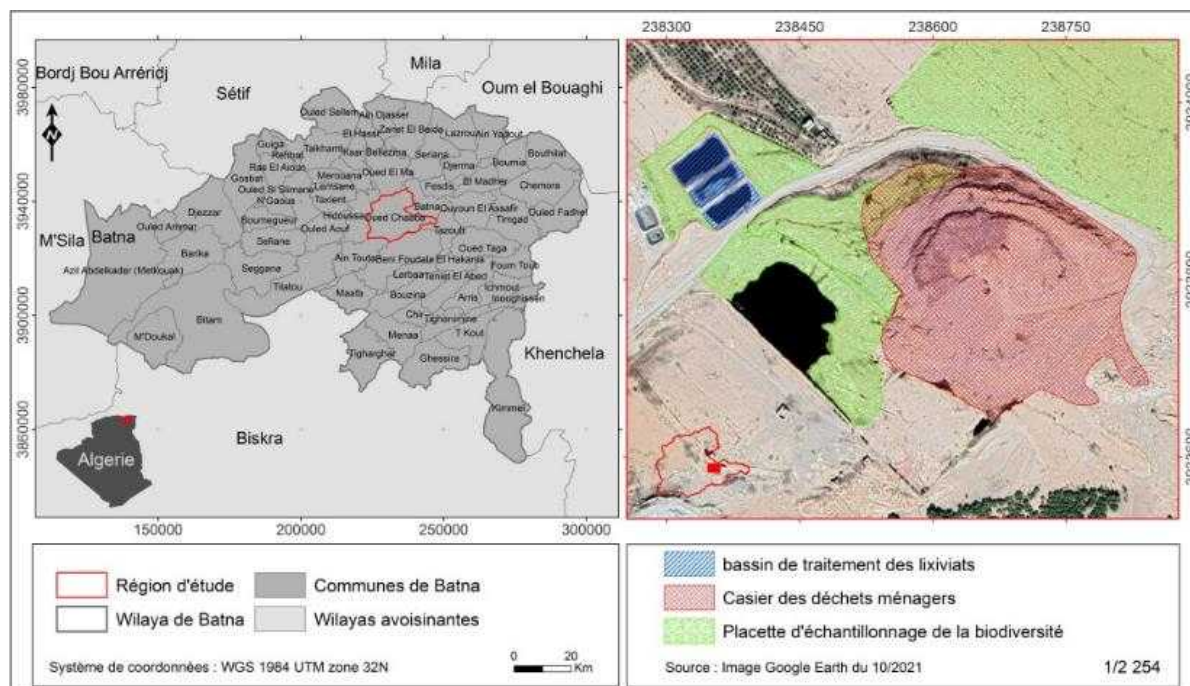 238300 238450 238600 238750
Bordj Bou Arréridj
Mila
Sétif
Oum el Bouaghi
3980000
Ouled Sellem
Ain Djasser
El Hassi
Zanet El Beida
Lazrou
Ain Yagout
Guigba
Rehbat
Talkhamt
Ksar Bellezma
Seriana
Boumia
Bouthilet
Ras El Aioun
Gosbat
Merouana
Oued El Ma
Djerma
Ouled Si Slimane
Lemsane
Fesdis
El Madher
Chemora
3940000
N'Gaous
Taxlent
Batna
Ouyoun El Assafir
Ouled Fadhel
Djezzar
Boumegueur
Hidoussa
Oued Chaaba
Timgad
M'Sila
Batna
Ouled Ammar
Ouled Aouf
Tazoult
Barika
Sefiane
Oued Taga
Azil Abdelkader (Metkouak)
Seggana
Ain Touta
Beni Foudala El Hakania
Foum Toub
Tilatou
Larbaa
Teniet El Abed
Maafa
Bouzina
Arris
Ichmoul
Inoughissen
3900000
Bitam
Chir
Tighanimine
M'Doukal
Menaa
T Kout
Tigharghar
Ghessira
Khenchela
Kimmel
3860000
Biskra
Algerie
150000 200000 250000 300000
Région d'étude
Communes de Batna
Wilaya de Batna
Wilayas avoisinantes
Système de coordonnées : WGS 1984 UTM zone 32N
0 20
Km
bassin de traitement des lixiviats
Casier des déchets ménagers
Placette d'échantillonnage de la biodiversité
Source : Image Google Earth du 10/2021
1/2 254